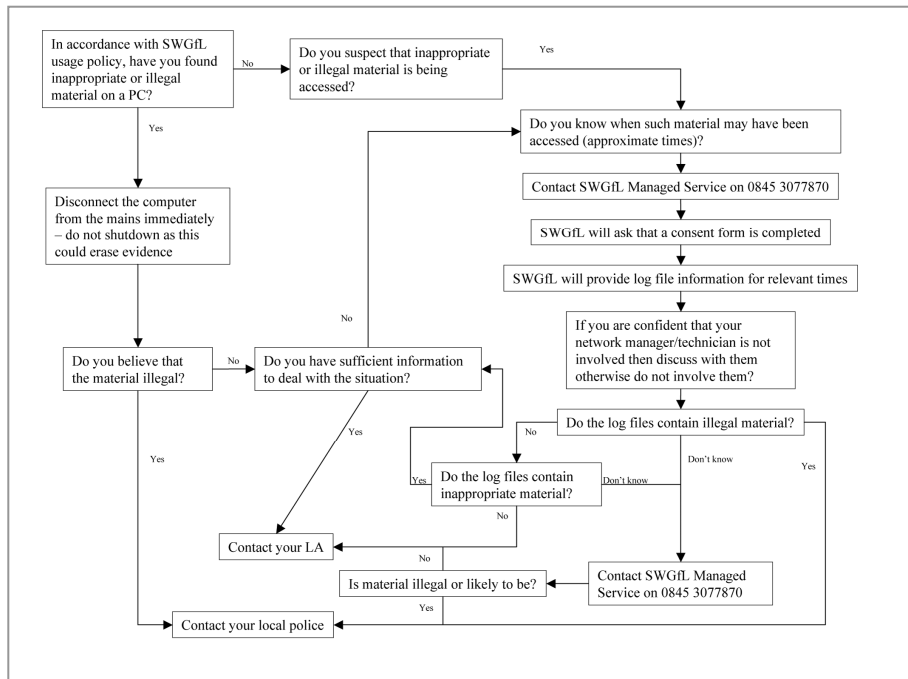 In accordance with SWGfL
usage policy, have you found
inappropriate or illegal
material on a PC?
No
Do you suspect that inappropriate
or illegal material is being
accessed?
Yes
Yes
Do you know when such material may have been
accessed (approximate times)?
Contact SWGfL Managed Service on 0845 3077870
Disconnect the computer
from the mains immediately
– do not shutdown as this
could erase evidence
SWGfL will ask that a consent form is completed
SWGfL will provide log file information for relevant times
No
If you are confident that your
network manager/technician is not
involved then discuss with them
otherwise do not involve them?
Do you believe that
the material illegal?
No
Do you have sufficient information
to deal with the situation?
Do the log files contain illegal material?
Yes
No
Don't know
Yes
Yes
Yes
Do the log files contain
inappropriate material?
Don't know
No
Contact your LA
No
Is material illegal or likely to be?
Contact SWGfL Managed
Service on 0845 3077870
Yes
Contact your local police